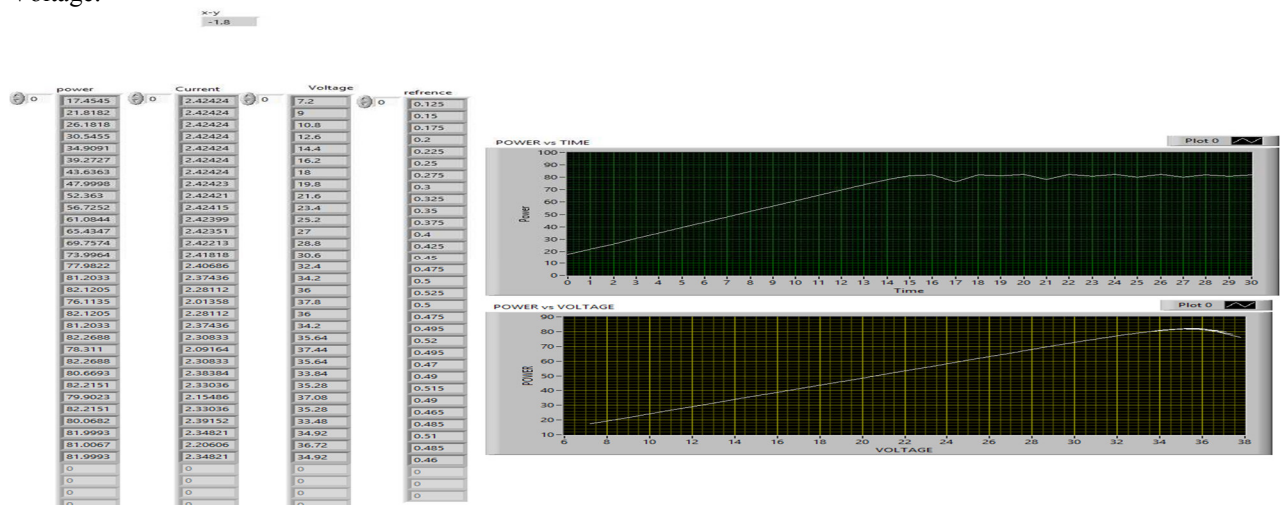 Voltage.
x-y
-1.8
power Current Voltage refrence
0 17.4545 0 2.42424 0 7.2 0 0.125
21.8182 2.42424 9 0.15
26.1818 2.42424 10.8 0.175
30.5455 2.42424 12.6 0.2
34.9091 2.42424 14.4 0.225
39.2727 2.42424 16.2 0.25
43.6363 2.42424 18 0.275
47.9998 2.42423 19.8 0.3
52.363 2.42421 21.6 0.325
56.7252 2.42415 23.4 0.35
61.0844 2.42399 25.2 0.375
65.4347 2.42351 27 0.4
69.7574 2.42213 28.8 0.425
73.9964 2.41818 30.6 0.45
77.9822 2.40686 32.4 0.475
81.2033 2.37436 34.2 0.5
82.1205 2.28112 36 0.525
76.1135 2.01358 37.8 0.5
82.1205 2.28112 36 0.475
81.2033 2.37436 34.2 0.495
82.2688 2.30833 35.64 0.52
78.311 2.09164 37.44 0.495
82.2688 2.30833 35.64 0.47
80.6693 2.38384 33.84 0.49
82.2151 2.33036 35.28 0.515
79.9023 2.15486 37.08 0.49
82.2151 2.33036 35.28 0.465
80.0682 2.39152 33.48 0.485
81.9993 2.34821 34.92 0.51
81.0067 2.20606 36.72 0.485
81.9993 2.34821 34.92 0.46
0 0 0 0
0 0 0 0
0 0 0 0
0 0 0
POWER vs TIME Plot 0
100
90
80
70
60
50
40
30
20
10
0
Power
0 1 2 3 4 5 6 7 8 9 10 11 12 13 14 15 16 17 18 19 20 21 22 23 24 25 26 27 28 29 30
Time
POWER vs VOLTAGE Plot 0
90
80
70
60
50
40
30
20
10
POWER
6 8 10 12 14 16 18 20 22 24 26 28 30 32 34 36 38
VOLTAGE